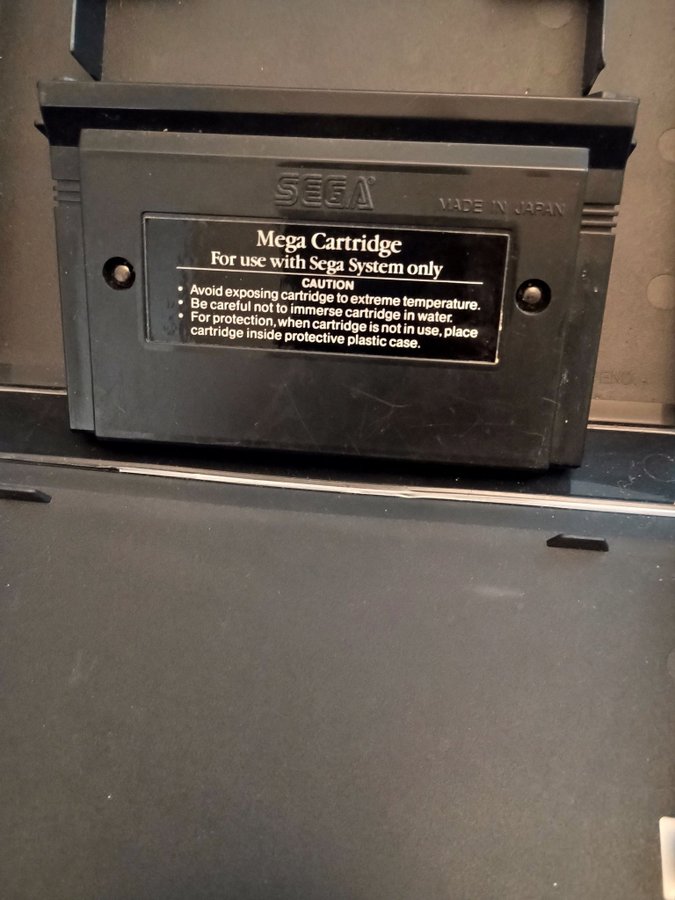 SEGA®
MADE IN JAPAN
Mega Cartridge
For use with Sega System only
CAUTION
• Avoid exposing cartridge to extreme temperature.
• Be careful not to immerse cartridge in water.
• For protection, when cartridge is not in use, place
cartridge inside protective plastic case.